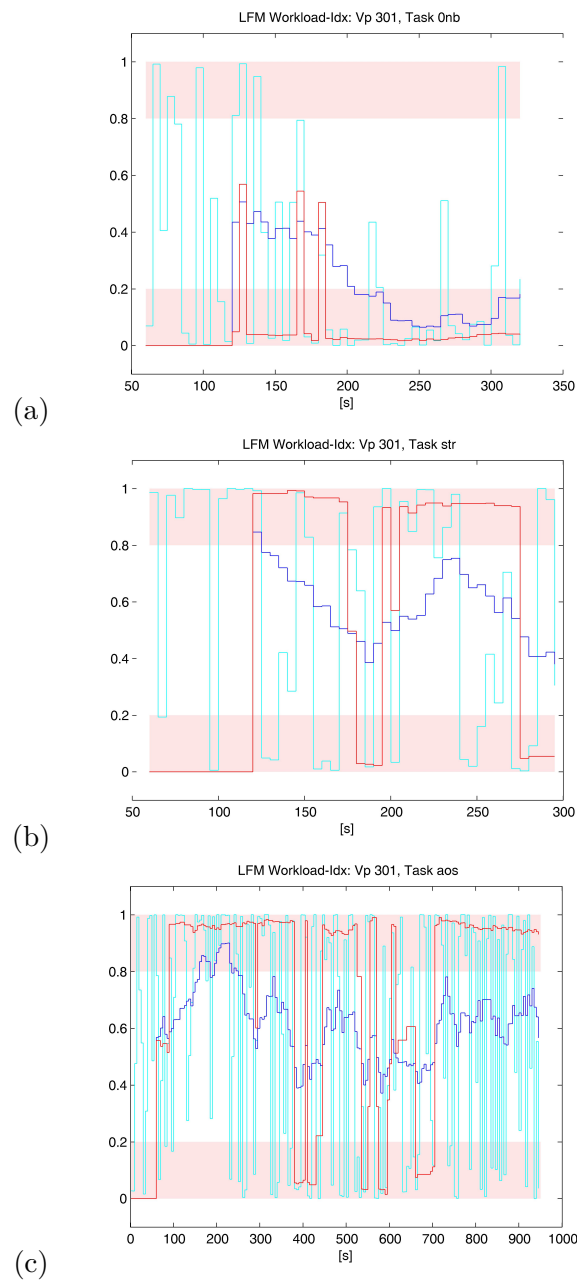 LFM Workload-Idx: Vp 301, Task 0nb
1
0.8
0.6
0.4
0.2
0
50 100 150 200 250 300 350
[s]
(a)
LFM Workload-Idx: Vp 301, Task str
1
0.8
0.6
0.4
0.2
0
50 100 150 200 250 300
[s]
(b)
LFM Workload-Idx: Vp 301, Task aos
1
0.8
0.6
0.4
0.2
0
0 100 200 300 400 500 600 700 800 900 1000
[s]
(c)